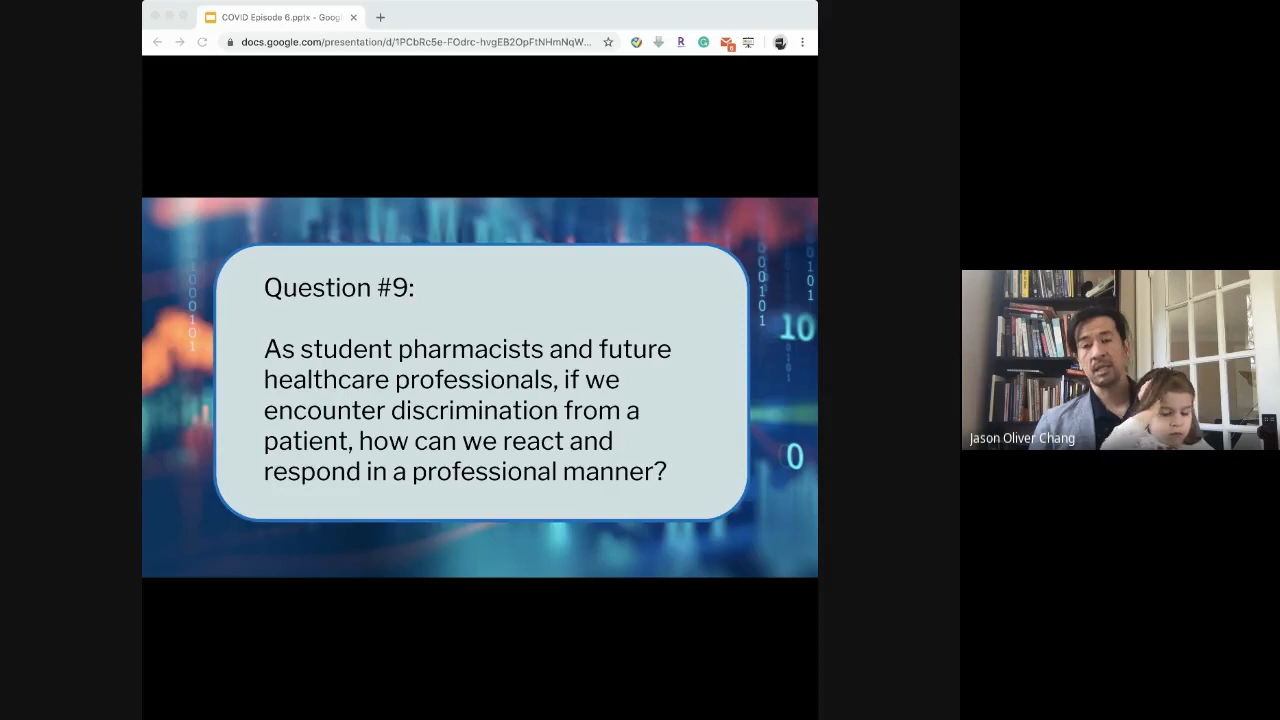 COVID Episode 6.pptx - Googl
docs.google.com/presentation/d/1PCbRc5e-FOdrc-hvgEB2OpFtNHmNqW...
Question #9:
As student pharmacists and future
healthcare professionals, if we
encounter discrimination from a
patient, how can we react and
respond in a professional manner?
10
0
Jason Oliver Chang